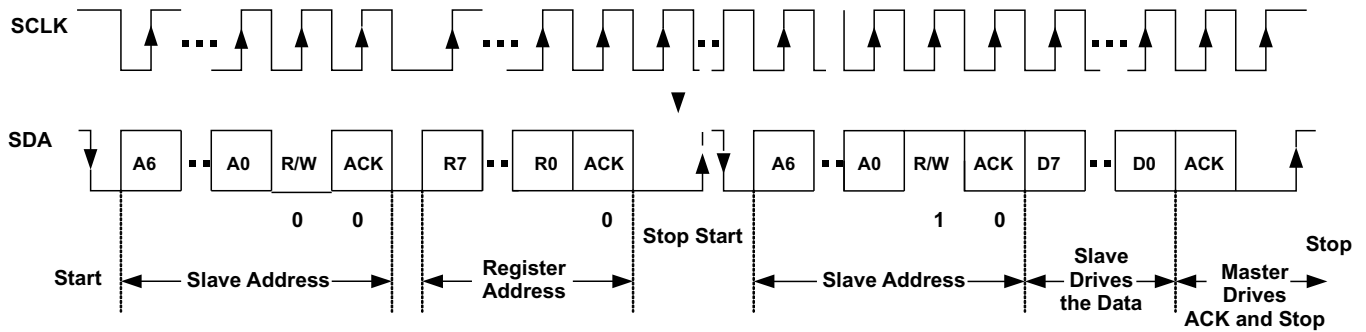 SCLK
SDA
A6 A0 R/W ACK R7 R0 ACK A6 A0 R/W ACK D7 D0 ACK
0 0 0 1 0
Start
Slave Address
Register
Address
Stop Start
Slave Address
Slave
Drives
the Data
Master
Drives
ACK and Stop
Stop